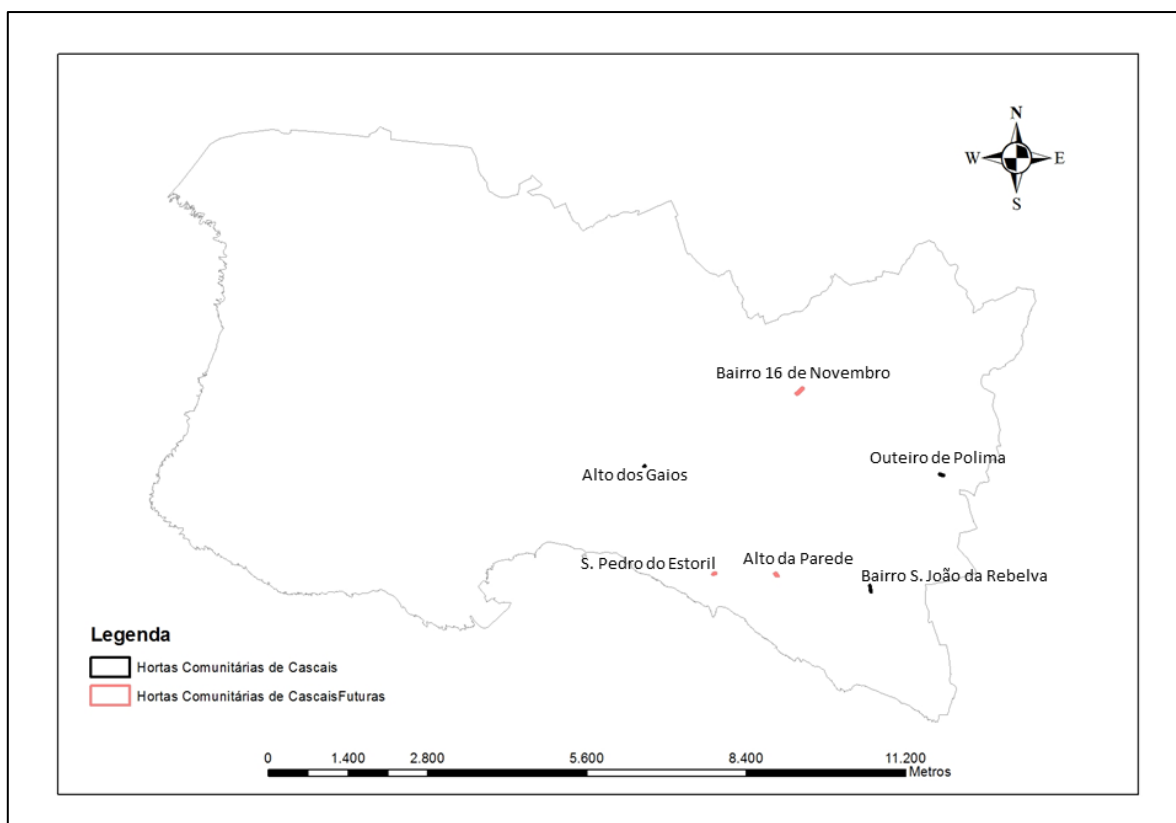 N
W E
S
Bairro 16 de Novembro
Outeiro de Polima
Alto dos Gaios
S. Pedro do Estoril
Alto da Parede
Bairro S. João da Rebelva
Legenda
Hortas Comunitárias de Cascais
Hortas Comunitárias de CascaisFuturas
0 1.400 2.800 5.600 8.400 11.200
Metros